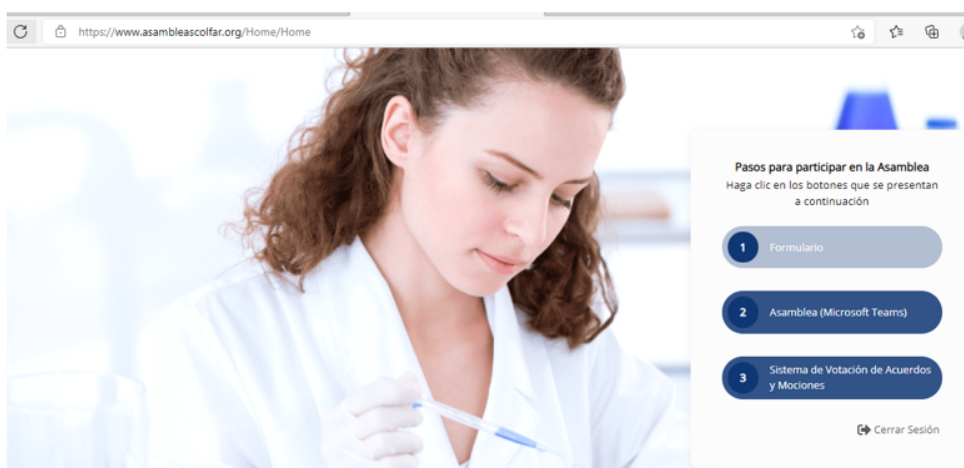 https://www.asambleascolfar.org/Home/Home
Pasos para participar en la Asamblea
Haga clic en los botones que se presentan
a continuación
1 Formulario
2 Asamblea (Microsoft Teams)
3 Sistema de Votación de Acuerdos
y Mociones
Cerrar Sesión